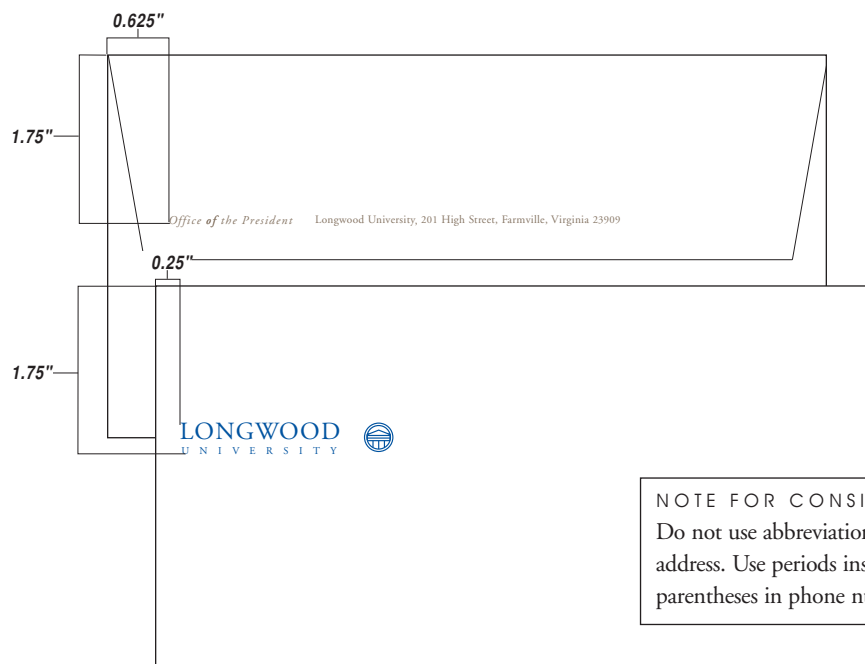 0.625"
1.75"
Office of the President Longwood University, 201 High Street, Farmville, Virginia 23909
0.25"
1.75"
LONGWOOD
UNIVERSITY
NOTE FOR CONSI
Do not use abbreviation
address. Use periods ins
parentheses in phone n